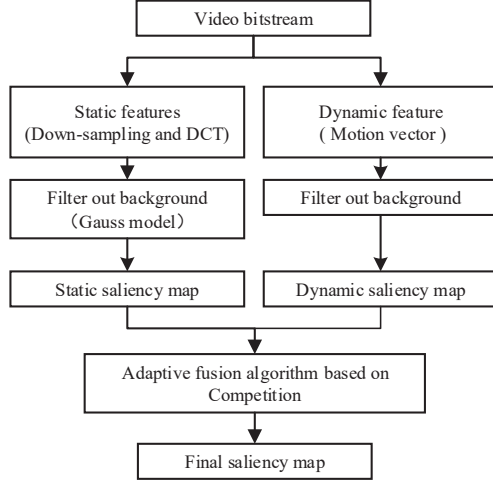 Video bitstream
Static features
(Down-sampling and DCT)
Dynamic feature
( Motion vector )
Filter out background
（Gauss model）
Filter out background
Static saliency map
Dynamic saliency map
Adaptive fusion algorithm based on
Competition
Final saliency map